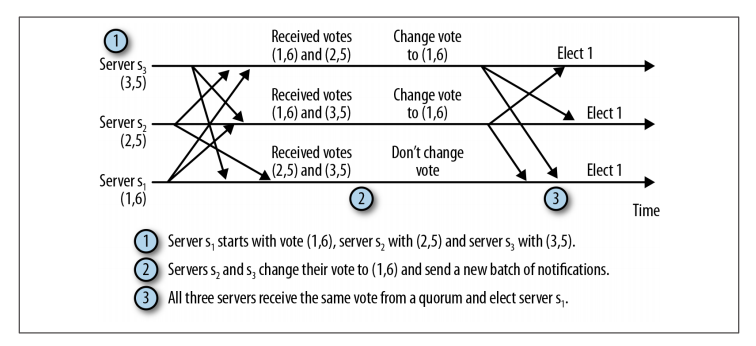 1
Received votes
(1,6) and (2,5)
Change vote
to (1,6)
Elect 1
Server s3
(3,5)
Received votes
(1,6) and (3,5)
Change vote
to (1,6)
Elect 1
Server s2
(2,5)
Received votes
(2,5) and (3,5)
Don't change
vote
Elect 1
Server s1
(1,6)
2
3
Time
1 Server s1 starts with vote (1,6), server s2 with (2,5) and server s3 with (3,5).
2 Servers s2 and s3 change their vote to (1,6) and send a new batch of notifications.
3 All three servers receive the same vote from a quorum and elect server s1.